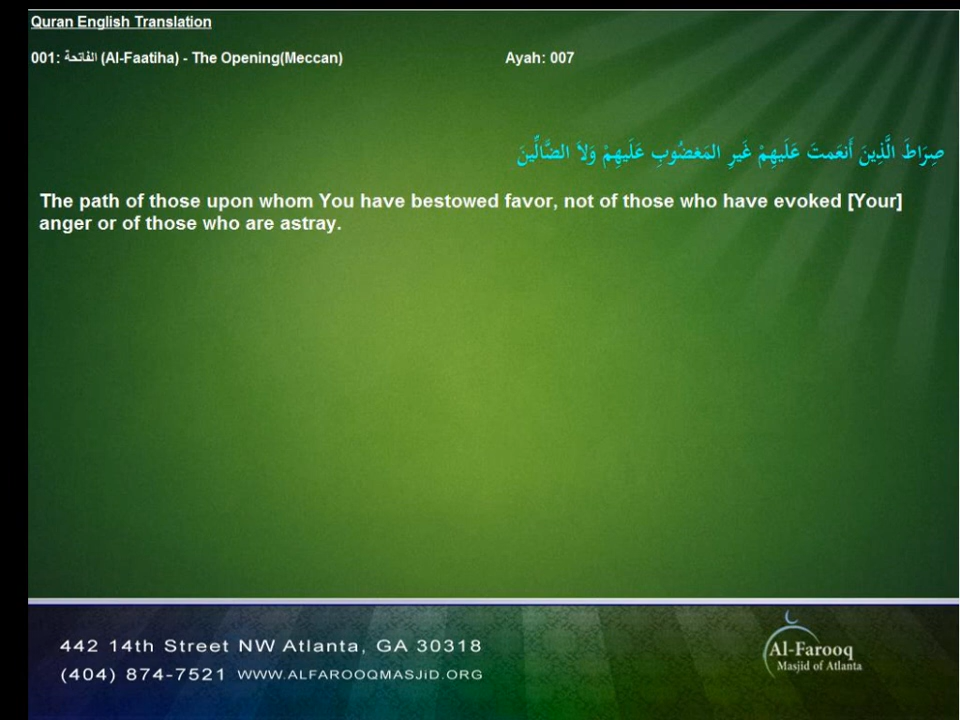 Quran English Translation
001: الفاتحة (Al-Faatiha) - The Opening(Meccan) Ayah: 007
صِرَاطَ الَّذِينَ أَنعَمتَ عَلَيهِمْ غَيرِ المَغضُوبِ عَلَيهِمْ وَلاَ الضَّالِّينَ
The path of those upon whom You have bestowed favor, not of those who have evoked [Your]
anger or of those who are astray.
442 14th Street NW Atlanta, GA 30318
(404) 874-7521 WWW.ALFAROOQMASJiD.ORG
Al-Farooq
Masjid of Atlanta